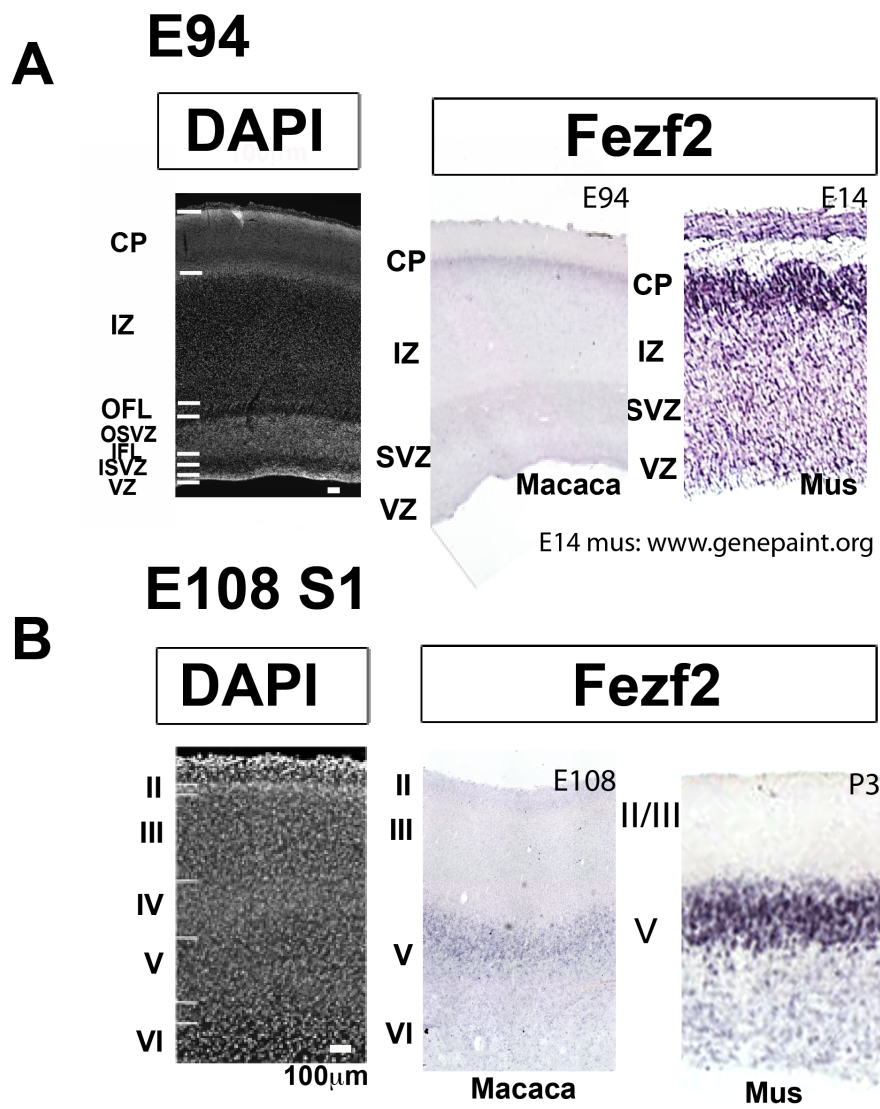 E94
A
DAPI
Fezf2
E94
E14
CP
IZ
OFL
OSVZ
IFL
ISVZ
VZ
CP
IZ
SVZ
VZ
Macaca
CP
IZ
SVZ
VZ
Mus
E14 mus: www.genepaint.org
E108 S1
B
DAPI
Fezf2
II
III
IV
V
VI
100μm
II
III
V
VI
E108
Macaca
II/III
V
P3
Mus